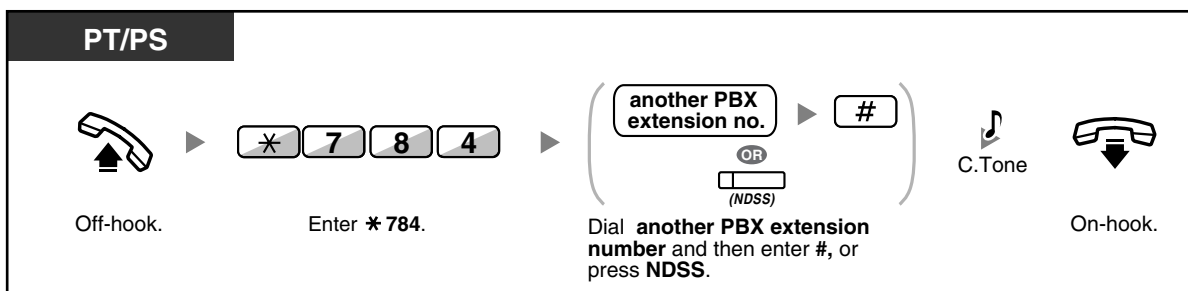 PT/PS
another PBX
extension no.
#
✳ 7 8 4
OR
(NDSS)
C.Tone
Off-hook.
Enter ✳ 784.
Dial another PBX extension
number and then enter #, or
press NDSS.
On-hook.